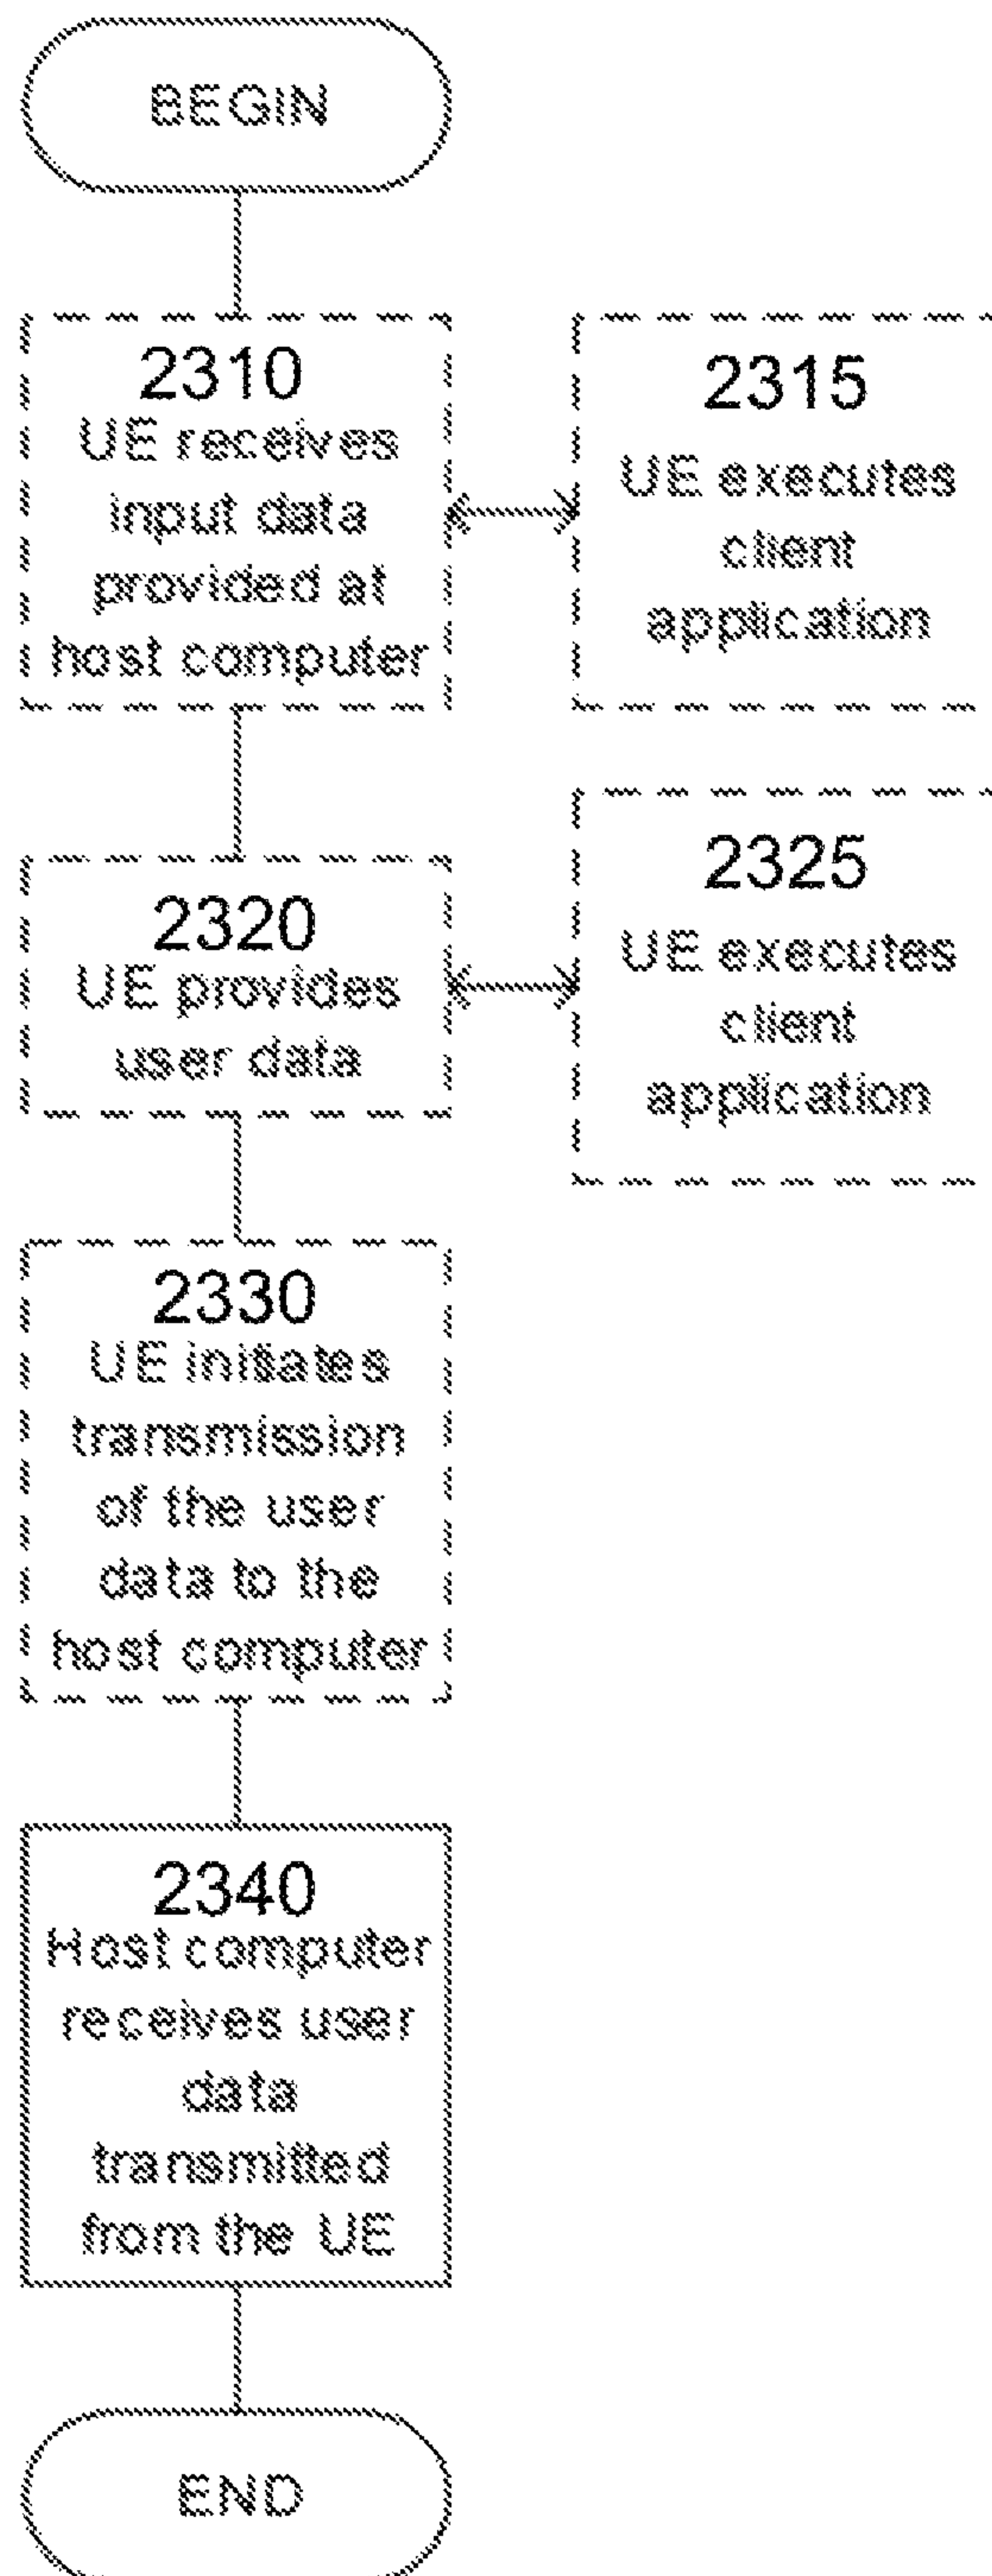 BEGIN
2310
UE receives
input data
provided at
host computer
2315
UE executes
client
application
2320
UE provides
user data
2325
UE executes
client
application
2330
UE initiates
transmission
of the user
data to the
host computer
2340
Host computer
receives user
data
transmitted
from the UE
END